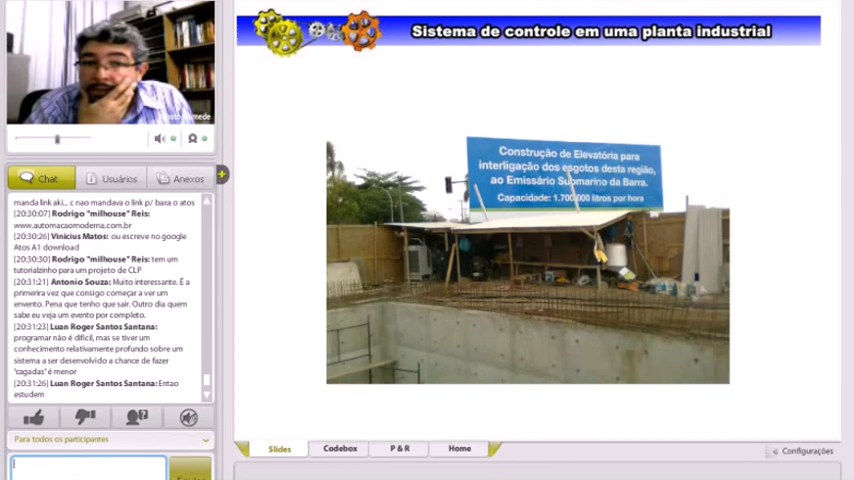 Sistema de controle em uma planta industrial
Construção de Elevatória para
interligação dos esgotos desta região,
ao Emissário Submarino da Barra.
Capacidade: 1.700.000 litros por hora
Chat
Usuários
Anexos
manda link aki... c nao mandava o link p/ baxa o atos
[20:30:07) Rodrigo "milhouse" Reis:
www.automacaomoderna.com.br
[20:30:26) Vinicius Matos: ou escreve no google
Atos A1 download
[20:30:30) Rodrigo "milhouse" Reis: tem um
tutorialzinho para um projeto de CLP
[20:31:21) Antonio Souza: Muito interessante. É a
primerira vez que consigo começar a ver um
envento. Pena que tenho que sair. Outro dia quem
sabe eu veja um evento por completo.
[20:31:23) Luan Roger Santos Santana:
programar não é dificil, mas se tiver um
conhecimento relativamente profundo sobre um
sistema a ser desenvolvido a chance de fazer
"cagadas" é menor
[20:31:26) Luan Roger Santos Santana: Entao
estudem
Para todos os participantes
Slides
Codebox
P & R
Home
Configurações